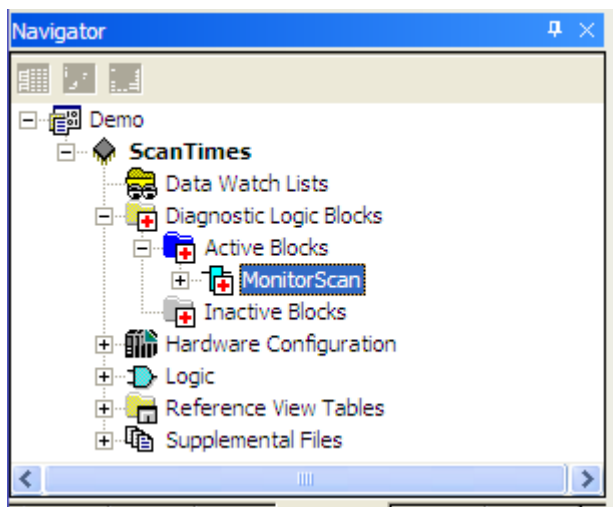 Navigator
Demo
ScanTimes
Data Watch Lists
Diagnostic Logic Blocks
Active Blocks
MonitorScan
Inactive Blocks
Hardware Configuration
Logic
Reference View Tables
Supplemental Files